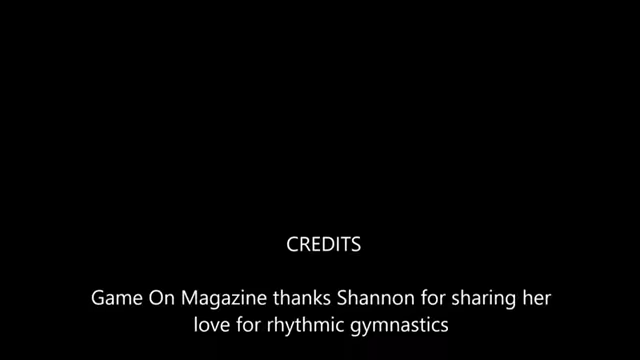 CREDITS
Game On Magazine thanks Shannon for sharing her
love for rhythmic gymnastics